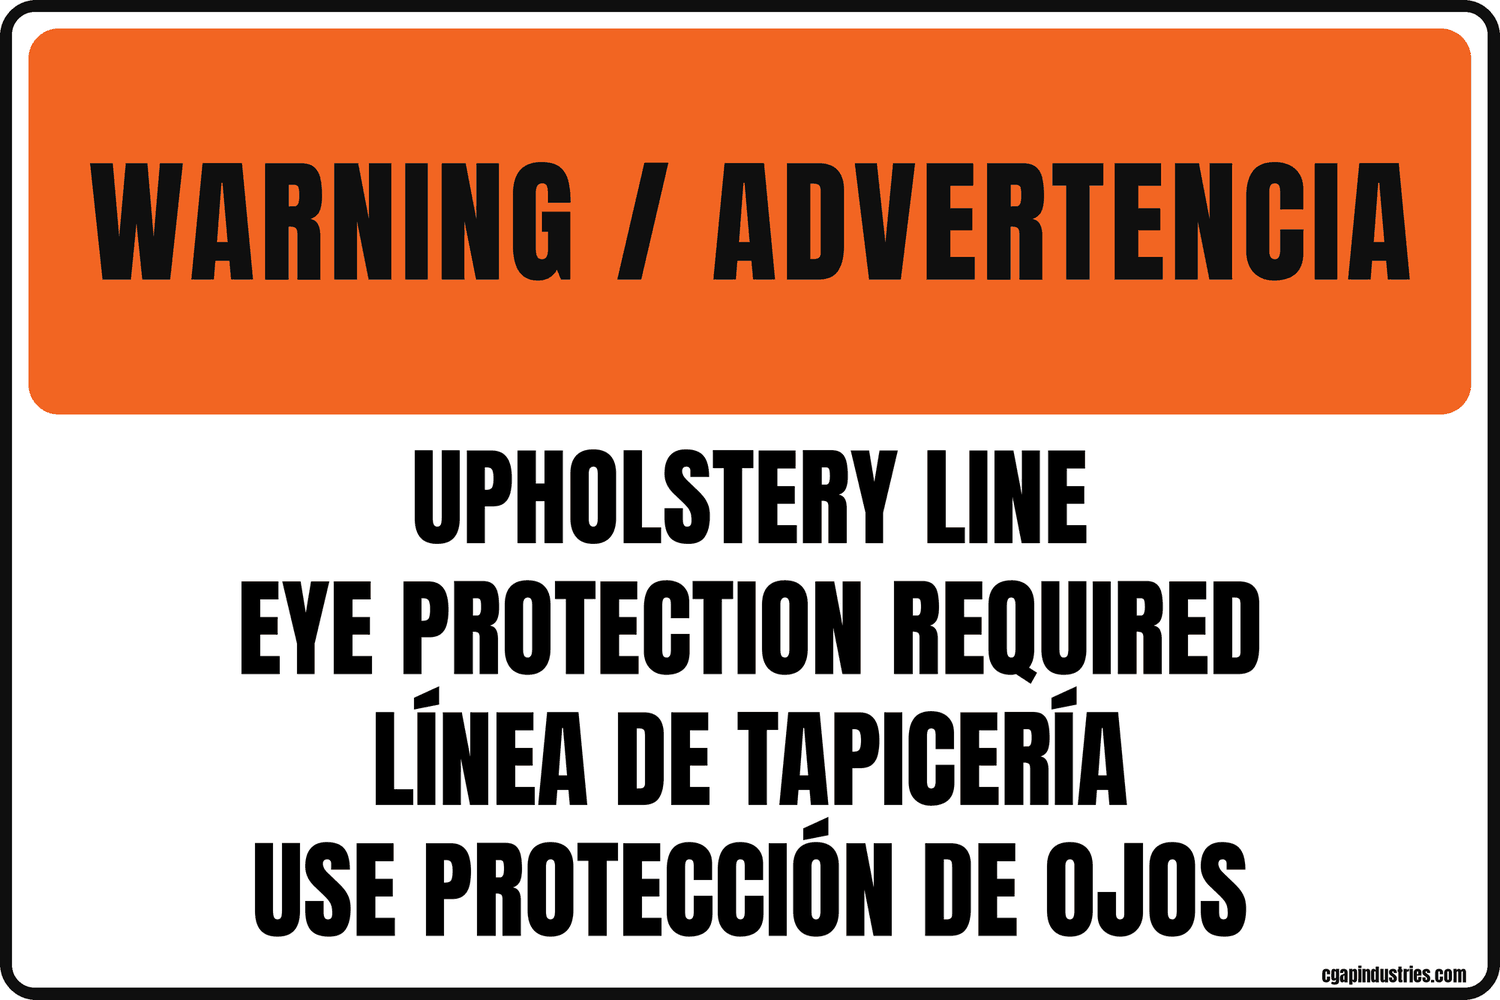 WARNING / ADVERTENCIA
UPHOLSTERY LINE
EYE PROTECTION REQUIRED
LÍNEA DE TAPICERÍA
USE PROTECCIÓN DE OJOS
cgapindustries.com